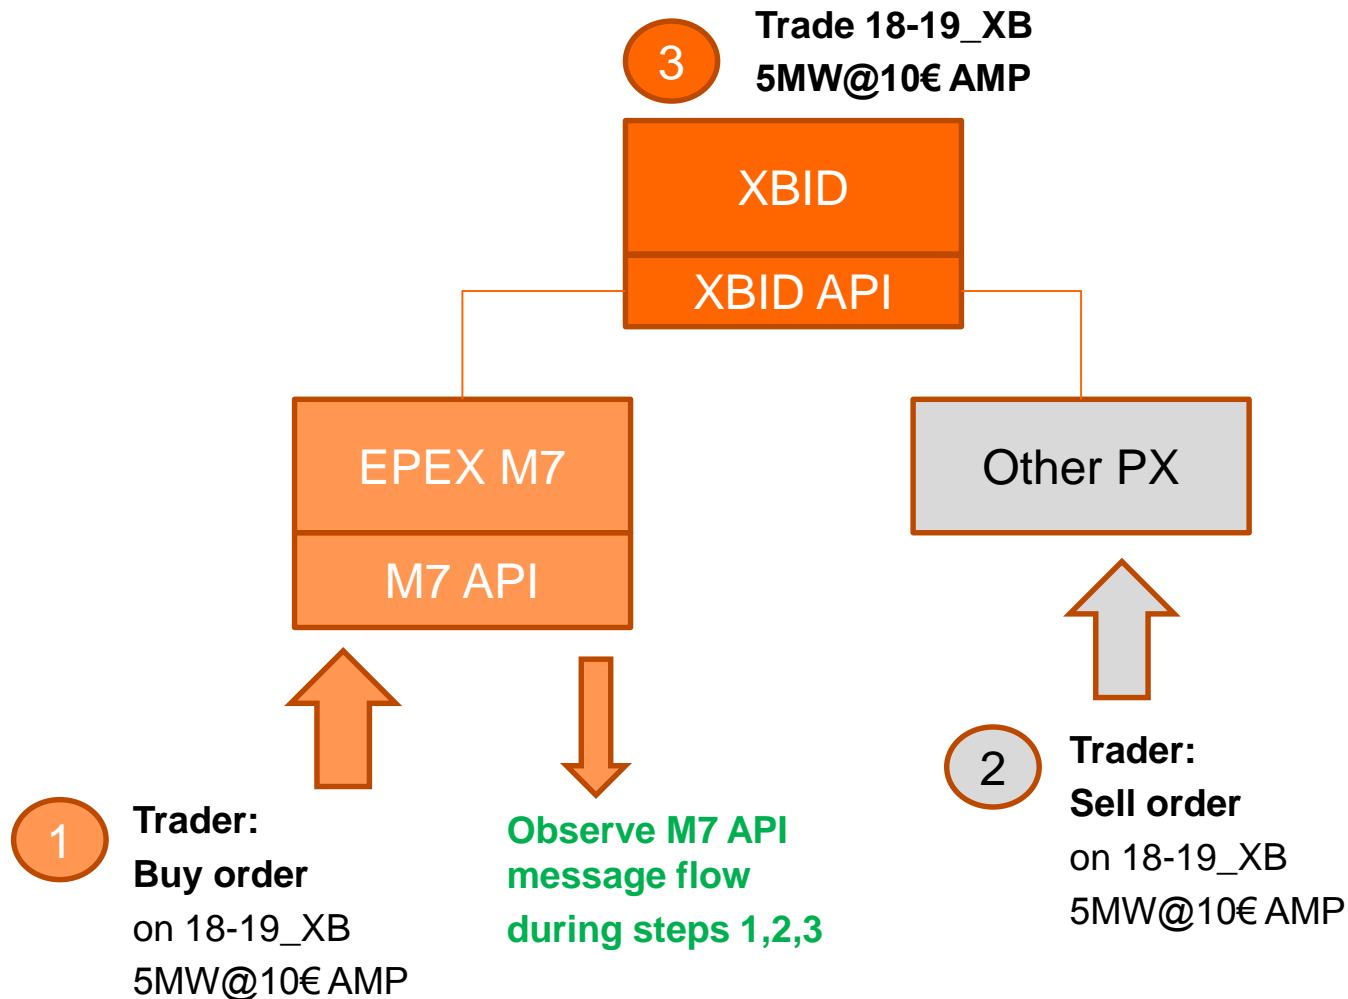 3
Trade 18-19_XB
5MW@10€ AMP
XBID
XBID API
EPEX M7
M7 API
Other PX
1
Trader:
Buy order
on 18-19_XB
5MW@10€ AMP
Observe M7 API
message flow
during steps 1,2,3
2
Trader:
Sell order
on 18-19_XB
5MW@10€ AMP